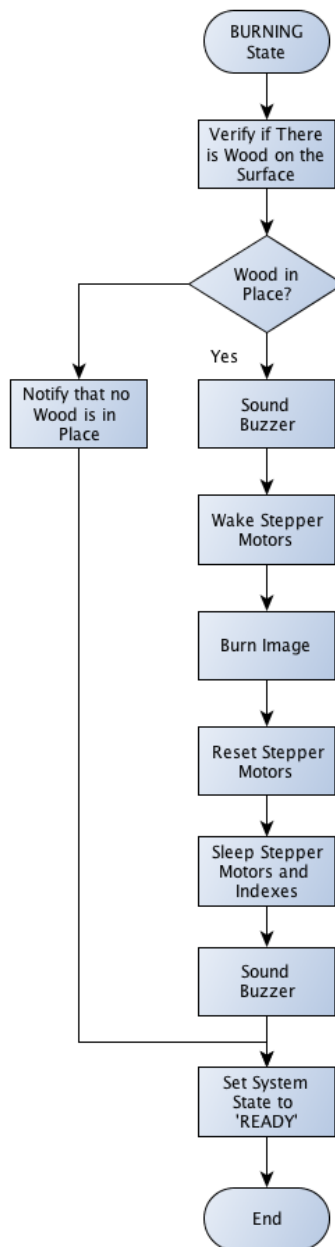 BURNING
State
Verify if There
is Wood on the
Surface
Wood in
Place?
Yes
Notify that no
Wood is in
Place
Sound
Buzzer
Wake Stepper
Motors
Burn Image
Reset Stepper
Motors
Sleep Stepper
Motors and
Indexes
Sound
Buzzer
Set System
State to
'READY'
End